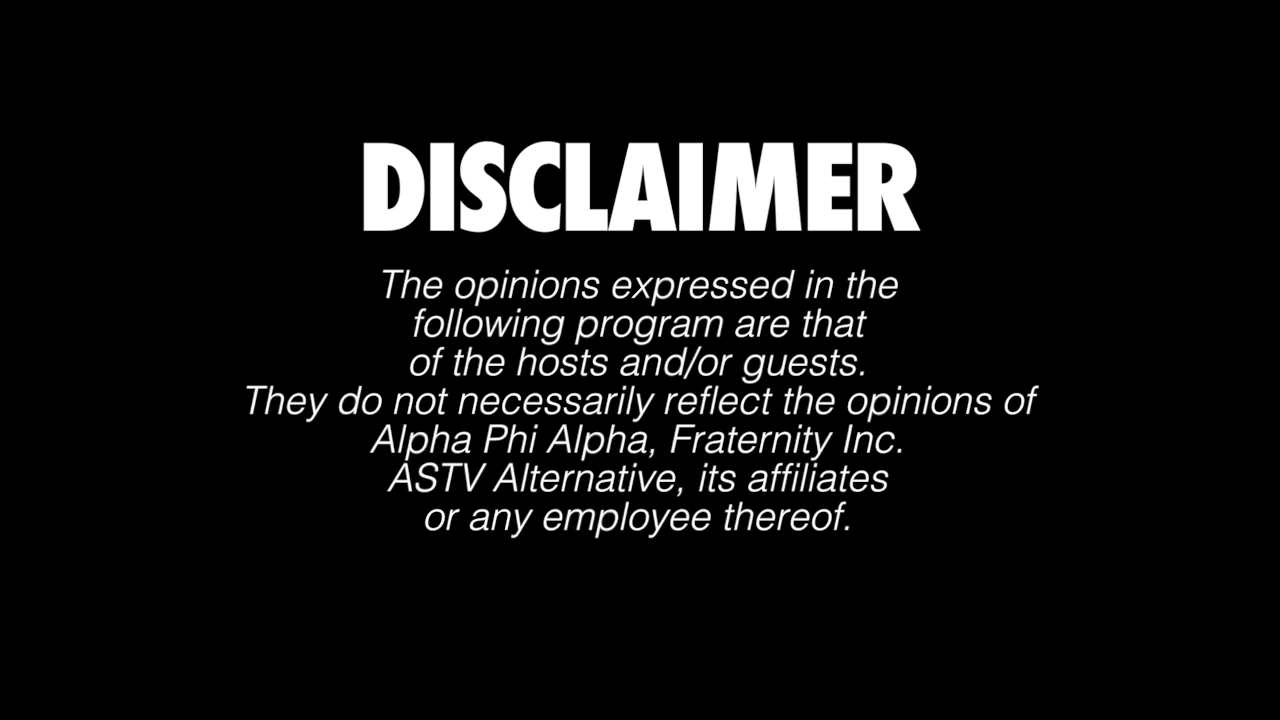 DISCLAIMER
The opinions expressed in the
following program are that
of the hosts and/or guests.
They do not necessarily reflect the opinions of
Alpha Phi Alpha, Fraternity Inc.
ASTV Alternative, its affiliates
or any employee thereof.